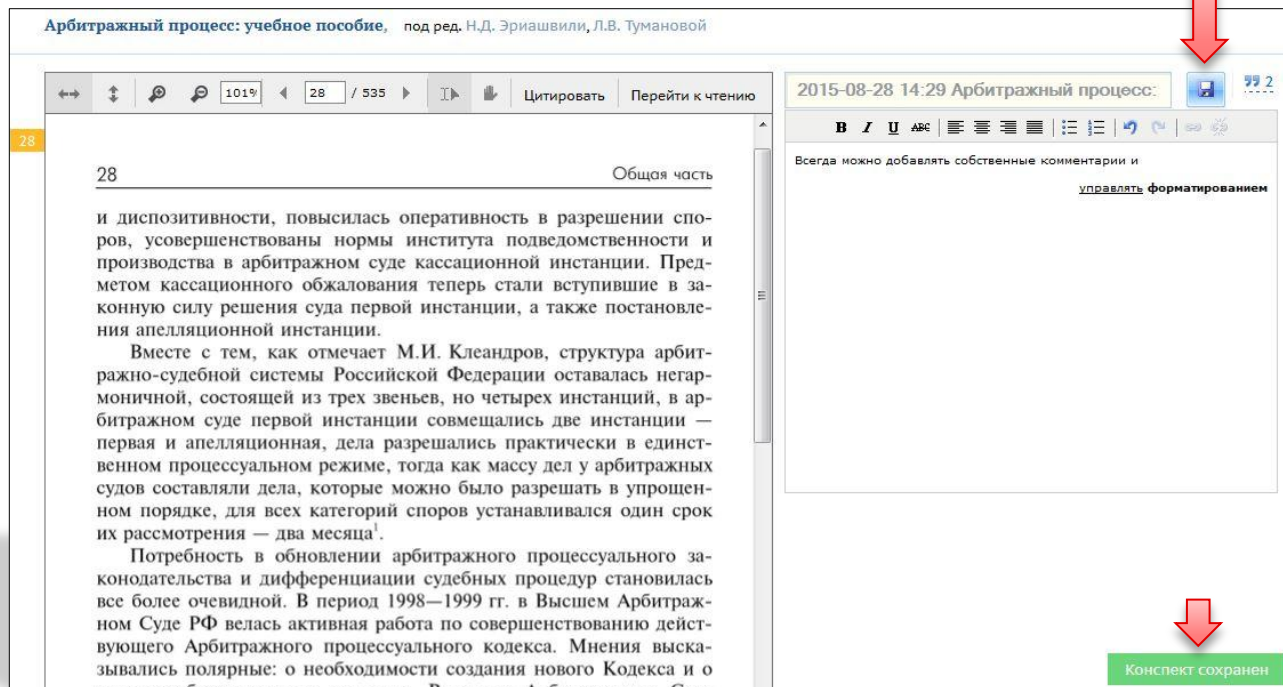 Арбитражный процесс: учебное пособие, под ред. Н.Д. Эриашвили, Л.В. Тумановой
101%
28 / 535
Цитировать
Перейти к чтению
28
28 Общая часть
и диспозитивности, повысилась оперативность в разрешении спо-
ров, усовершенствованы нормы института подведомственности и
производства в арбитражном суде кассационной инстанции. Пред-
метом кассационного обжалования теперь стали вступившие в за-
конную силу решения суда первой инстанции, а также постановле-
ния апелляционной инстанции.
Вместе с тем, как отмечает М.И. Клеандров, структура арбит-
ражно-судебной системы Российской Федерации оставалась негар-
моничной, состоящей из трех звеньев, но четырех инстанций, в ар-
битражном суде первой инстанции совмещались две инстанции —
первая и апелляционная, дела разрешались практически в единст-
венном процессуальном режиме, тогда как массу дел у арбитражных
судов составляли дела, которые можно было разрешать в упрощен-
ном порядке, для всех категорий споров устанавливался один срок
их рассмотрения — два месяца¹.
Потребность в обновлении арбитражного процессуального за-
конодательства и дифференциации судебных процедур становилась
все более очевидной. В период 1998—1999 гг. в Высшем Арбитраж-
ном Суде РФ велась активная работа по совершенствованию дейст-
вующего Арбитражного процессуального кодекса. Мнения выска-
зывались полярные: о необходимости создания нового Кодекса и о
2015-08-28 14:29 Арбитражный процесс:
2
B I U ABC
Всегда можно добавлять собственные комментарии и
управлять форматированием
Конспект сохранен